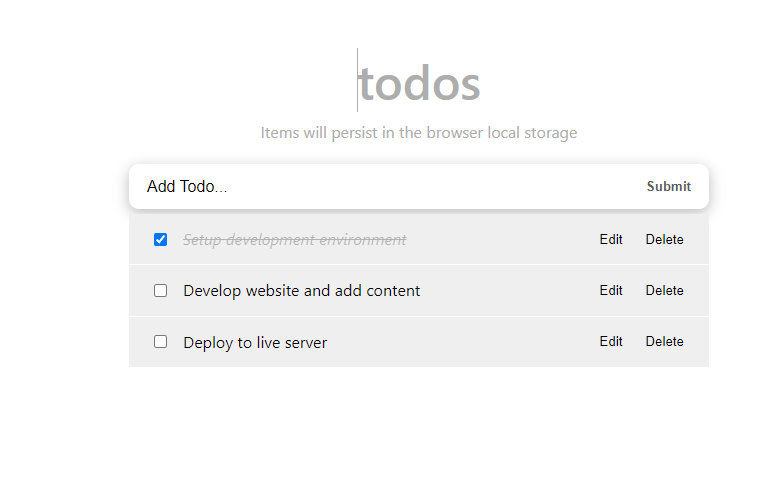 todos
Items will persist in the browser local storage
Add Todo... Submit
Setup development environment Edit Delete
Develop website and add content Edit Delete
Deploy to live server Edit Delete